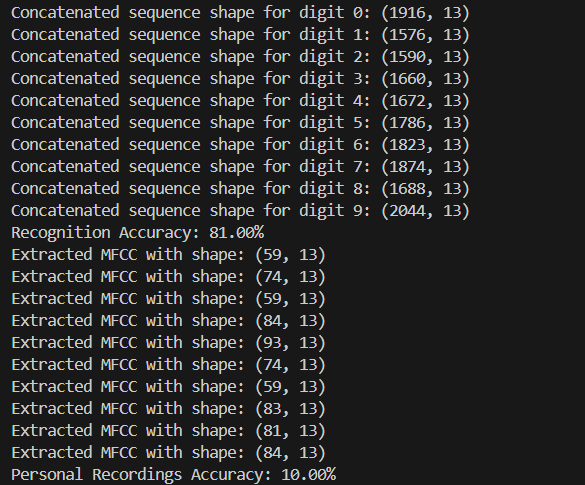 Concatenated sequence shape for digit 0: (1916, 13)
Concatenated sequence shape for digit 1: (1576, 13)
Concatenated sequence shape for digit 2: (1590, 13)
Concatenated sequence shape for digit 3: (1660, 13)
Concatenated sequence shape for digit 4: (1672, 13)
Concatenated sequence shape for digit 5: (1786, 13)
Concatenated sequence shape for digit 6: (1823, 13)
Concatenated sequence shape for digit 7: (1874, 13)
Concatenated sequence shape for digit 8: (1688, 13)
Concatenated sequence shape for digit 9: (2044, 13)
Recognition Accuracy: 81.00%
Extracted MFCC with shape: (59, 13)
Extracted MFCC with shape: (74, 13)
Extracted MFCC with shape: (59, 13)
Extracted MFCC with shape: (84, 13)
Extracted MFCC with shape: (93, 13)
Extracted MFCC with shape: (74, 13)
Extracted MFCC with shape: (59, 13)
Extracted MFCC with shape: (83, 13)
Extracted MFCC with shape: (81, 13)
Extracted MFCC with shape: (84, 13)
Personal Recordings Accuracy: 10.00%